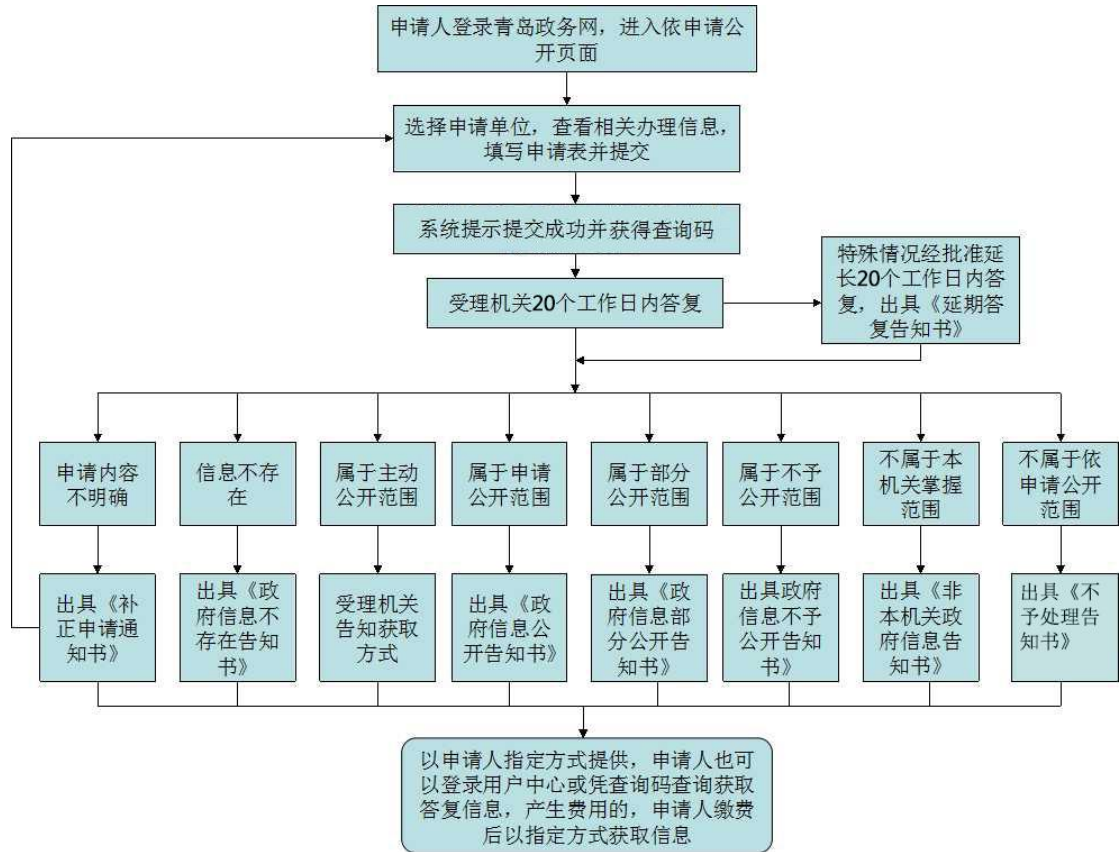 申请人登录青岛政务网，进入依申请公
开页面
选择申请单位，查看相关办理信息，
填写申请表并提交
系统提示提交成功并获得查询码
受理机关20个工作日内答复
特殊情况经批准延
长20个工作日内答
复，出具《延期答
复告知书》
申请内容
不明确
信息不存
在
属于主动
公开范围
属于申请
公开范围
属于部分
公开范围
属于不予
公开范围
不属于本
机关掌握
范围
不属于依
申请公开
范围
出具《补
正申请通
知书》
出具《政
府信息不
存在告知
书》
受理机关
告知获取
方式
出具《政
府信息公
开告知书》
出具《政
府信息部
分公开告
知书》
出具政府
信息不予
公开告知
书》
出具《非
本机关政
府信息告
知书》
出具《不
予处理告
知书》
以申请人指定方式提供，申请人也可
以登录用户中心或凭查询码查询获取
答复信息，产生费用的，申请人缴费
后以指定方式获取信息